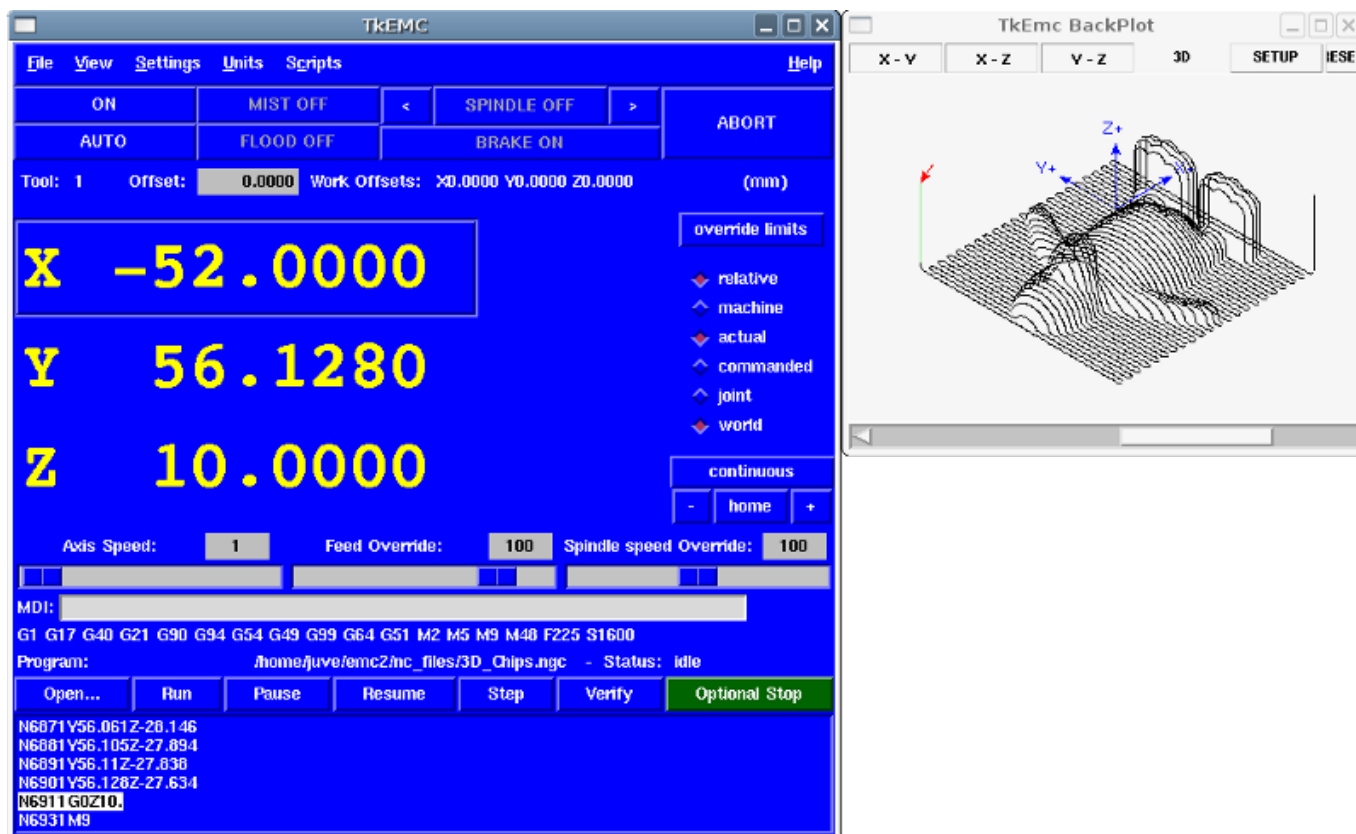 TkEMC
File View Settings Units Scripts Help
ON MIST OFF < SPINDLE OFF > ABORT
AUTO FLOOD OFF BRAKE ON
Tool: 1 Offset: 0.0000 Work Offsets: X0.0000 Y0.0000 Z0.0000 (mm)
override limits
X -52.0000
relative
machine
Y 56.1280
actual
commanded
joint
world
Z 10.0000
continuous
- home +
Axis Speed: 1 Feed Override: 100 Spindle speed Override: 100
MDI:
G1 G17 G40 G21 G90 G94 G54 G49 G99 G64 G51 M2 M5 M9 M48 F225 S1600
Program: /home/juve/emc2/nc_files/3D_Chips.ngc - Status: idle
Open... Run Pause Resume Step Verify Optional Stop
N6871Y56.061Z-28.146
N6881Y56.105Z-27.894
N6891Y56.11Z-27.838
N6901Y56.128Z-27.634
N6911G0Z10.
N6931M9
TkEmc BackPlot
X - Y X - Z Y - Z 3D SETUP RESE
Z+
Y+ X+